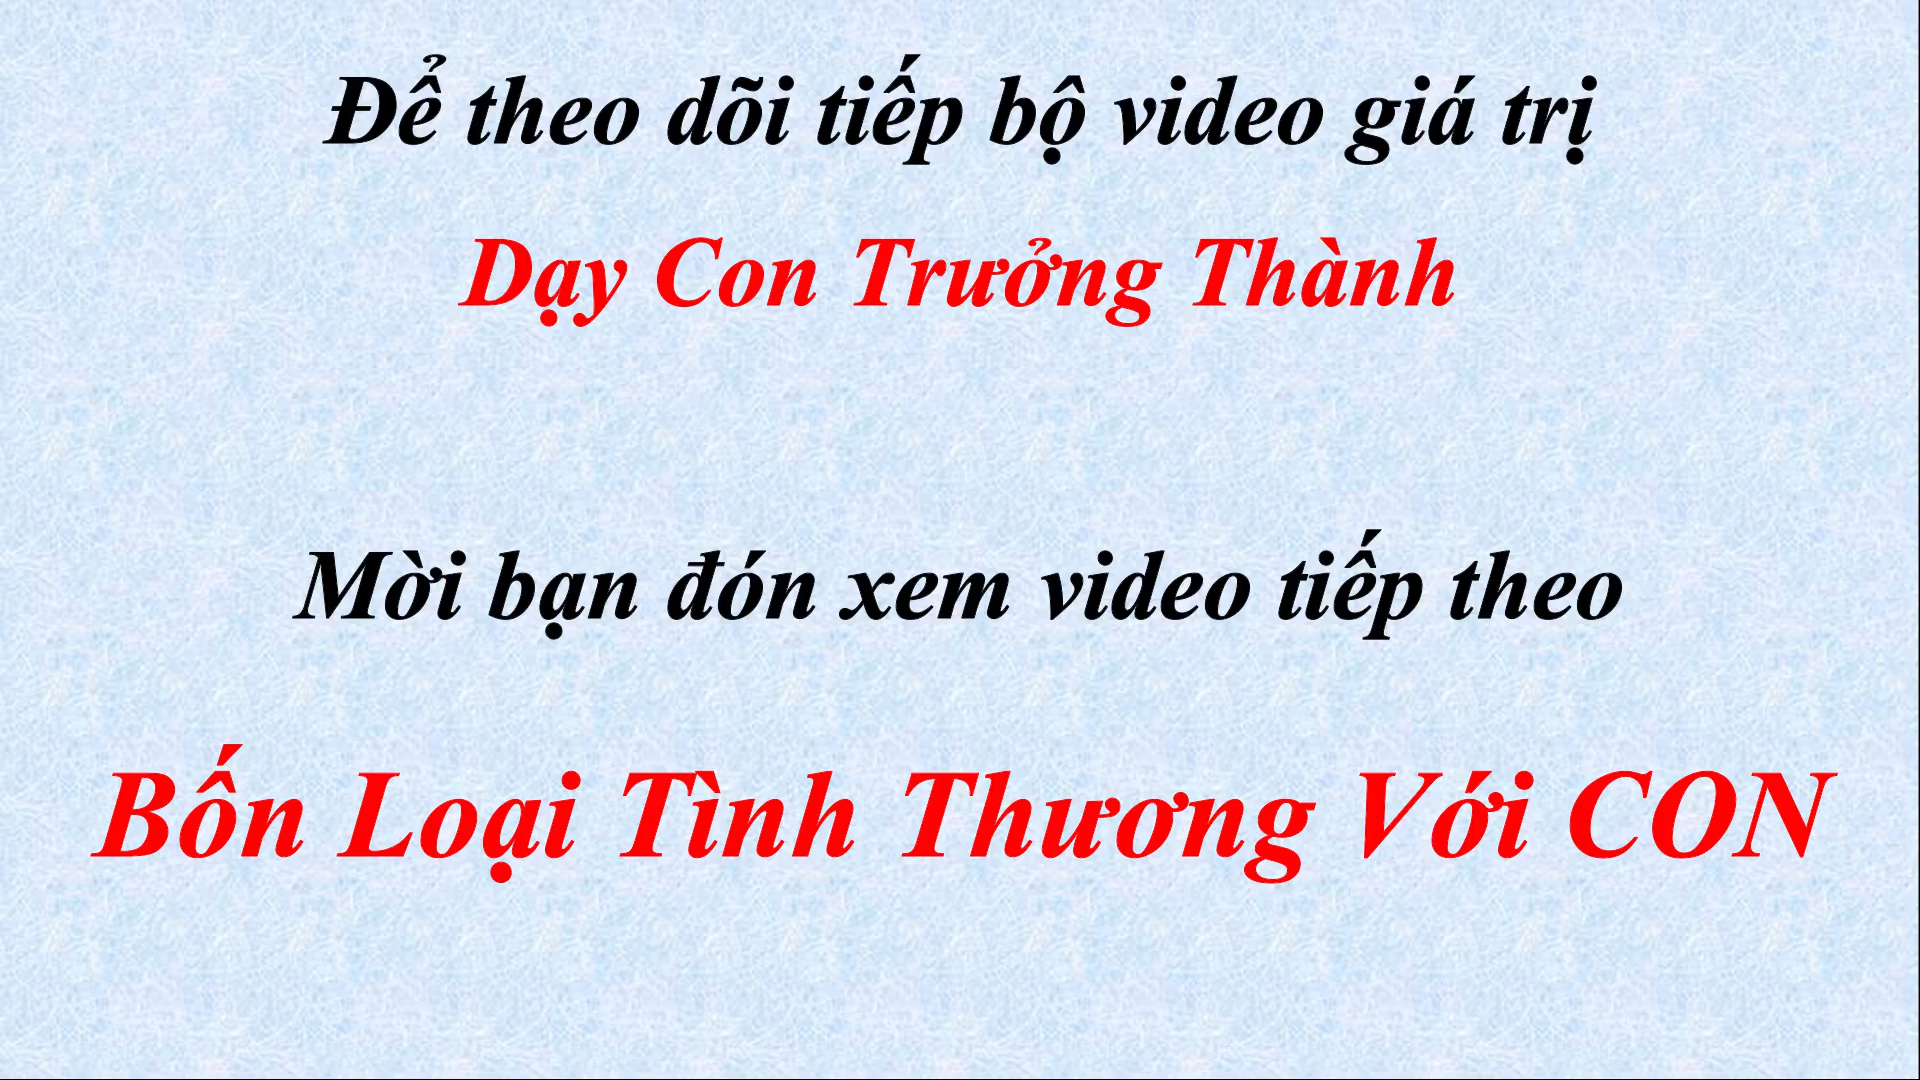 Để theo dõi tiếp bộ video giá trị
Dạy Con Trưởng Thành
Mời bạn đón xem video tiếp theo
Bốn Loại Tình Thương Với CON